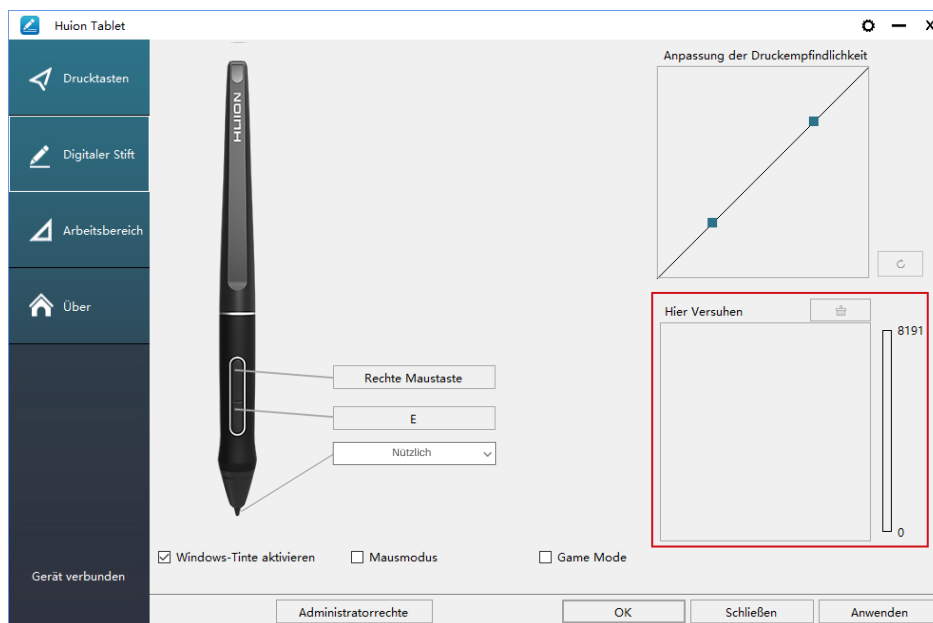 Huion Tablet
Drucktasten
Digitaler Stift
Arbeitsbereich
Über
Gerät verbunden
HUION
Rechte Maustaste
E
Nützlich
Anpassung der Druckempfindlichkeit
Hier Versuhen
8191
0
Windows-Tinte aktivieren
Mausmodus
Game Mode
Administratorrechte
OK
Schließen
Anwenden